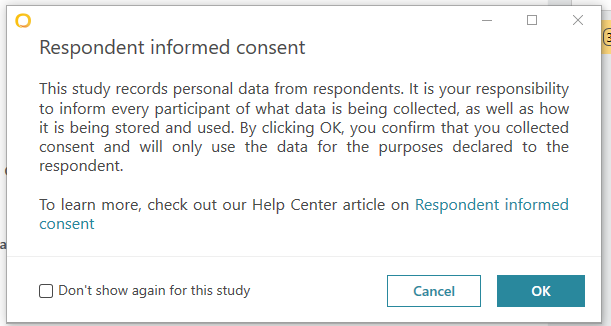 Respondent informed consent
This study records personal data from respondents. It is your responsibility
to inform every participant of what data is being collected, as well as how
it is being stored and used. By clicking OK, you confirm that you collected
consent and will only use the data for the purposes declared to the
respondent.
To learn more, check out our Help Center article on Respondent informed
consent
Don't show again for this study
Cancel
OK